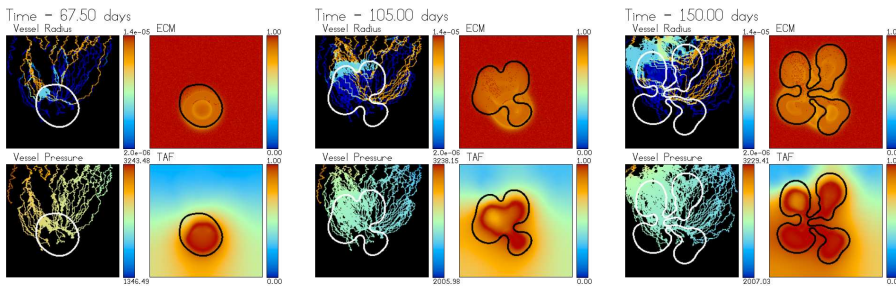 Time - 67.50 days
Vessel Radius
1.4e-05
ECM
1.00
2.0e-06
0.00
Vessel Pressure
3243.48
TAF
1.00
1346.49
0.00
Time - 105.00 days
Vessel Radius
1.4e-05
ECM
1.00
2.0e-06
0.00
Vessel Pressure
3238.15
TAF
1.00
2005.98
0.00
Time - 150.00 days
Vessel Radius
1.4e-05
ECM
1.00
2.0e-06
Vessel Pressure
3229.41
TAF
2007.03